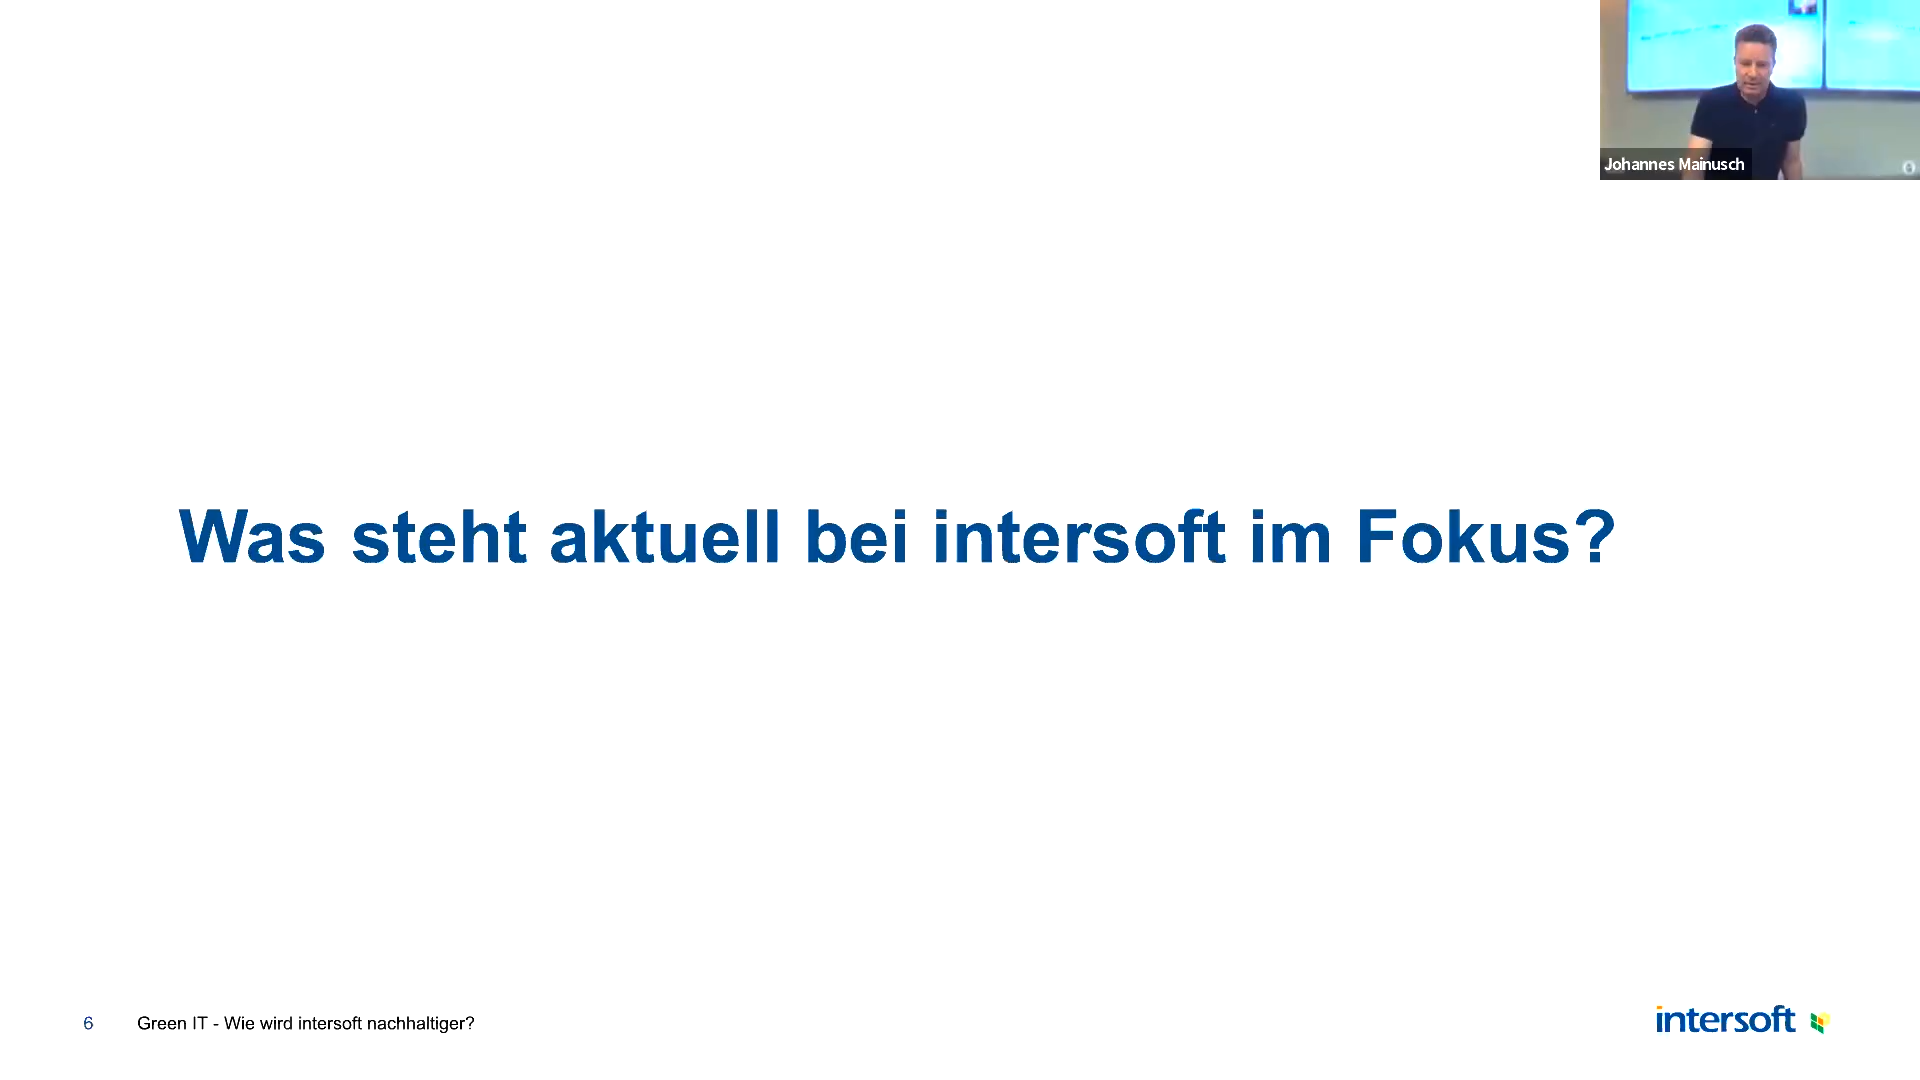 Johannes Mainusch
Was steht aktuell bei intersoft im Fokus?
6
Green IT - Wie wird intersoft nachhaltiger?
intersoft